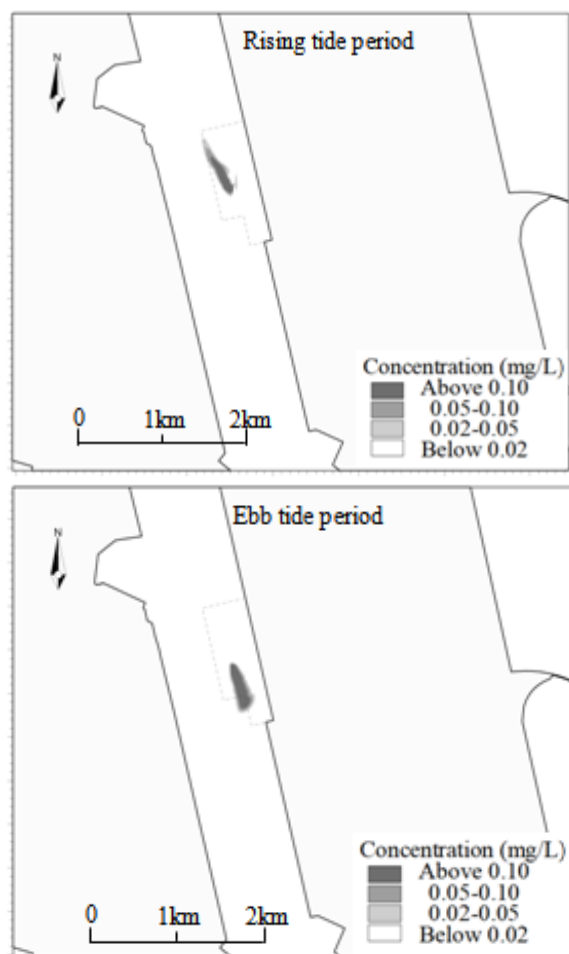 Rising tide period
N
Concentration (mg/L)
Above 0.10
0.05-0.10
0.02-0.05
Below 0.02
0 1km 2km
Ebb tide period
N
Concentration (mg/L)
Above 0.10
0.05-0.10
0.02-0.05
Below 0.02
0 1km 2km